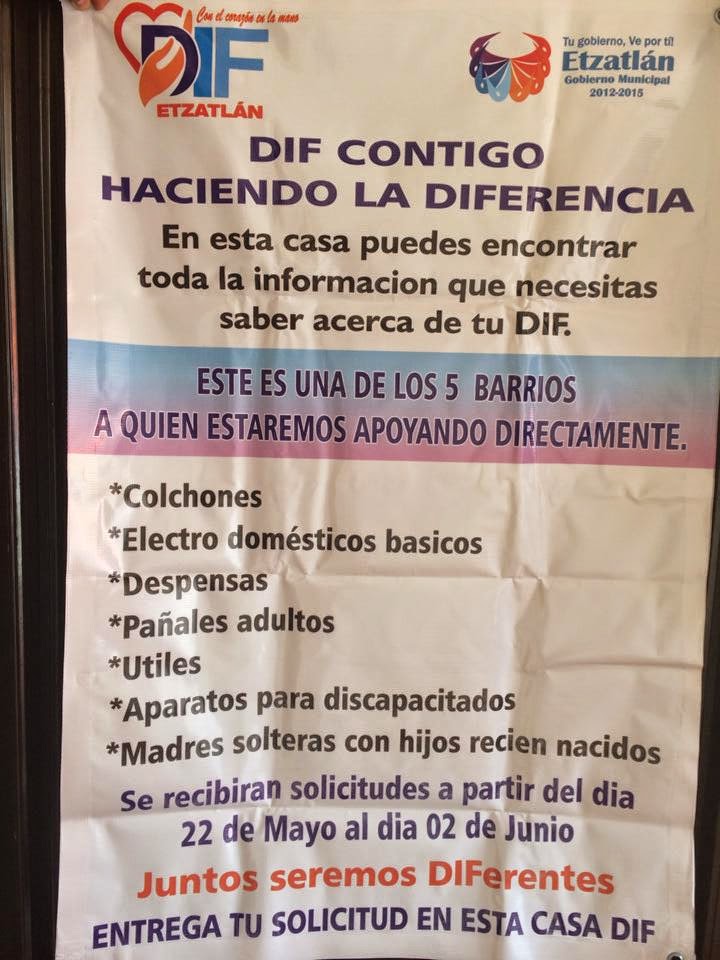 Con el corazón en la mano
DIF
ETZATLÁN
Tu gobierno, Ve por tí!
Etzatlán
Gobierno Municipal
2012-2015
DIF CONTIGO
HACIENDO LA DIFERENCIA
En esta casa puedes encontrar
toda la informacion que necesitas
saber acerca de tu DIF.
ESTE ES UNA DE LOS 5 BARRIOS
A QUIEN ESTAREMOS APOYANDO DIRECTAMENTE.
*Colchones
*Electro domésticos basicos
*Despensas
*Pañales adultos
*Utiles
*Aparatos para discapacitados
*Madres solteras con hijos recien nacidos
Se recibiran solicitudes a partir del dia
22 de Mayo al dia 02 de Junio
Juntos seremos DIFerentes
ENTREGA TU SOLICITUD EN ESTA CASA DIF